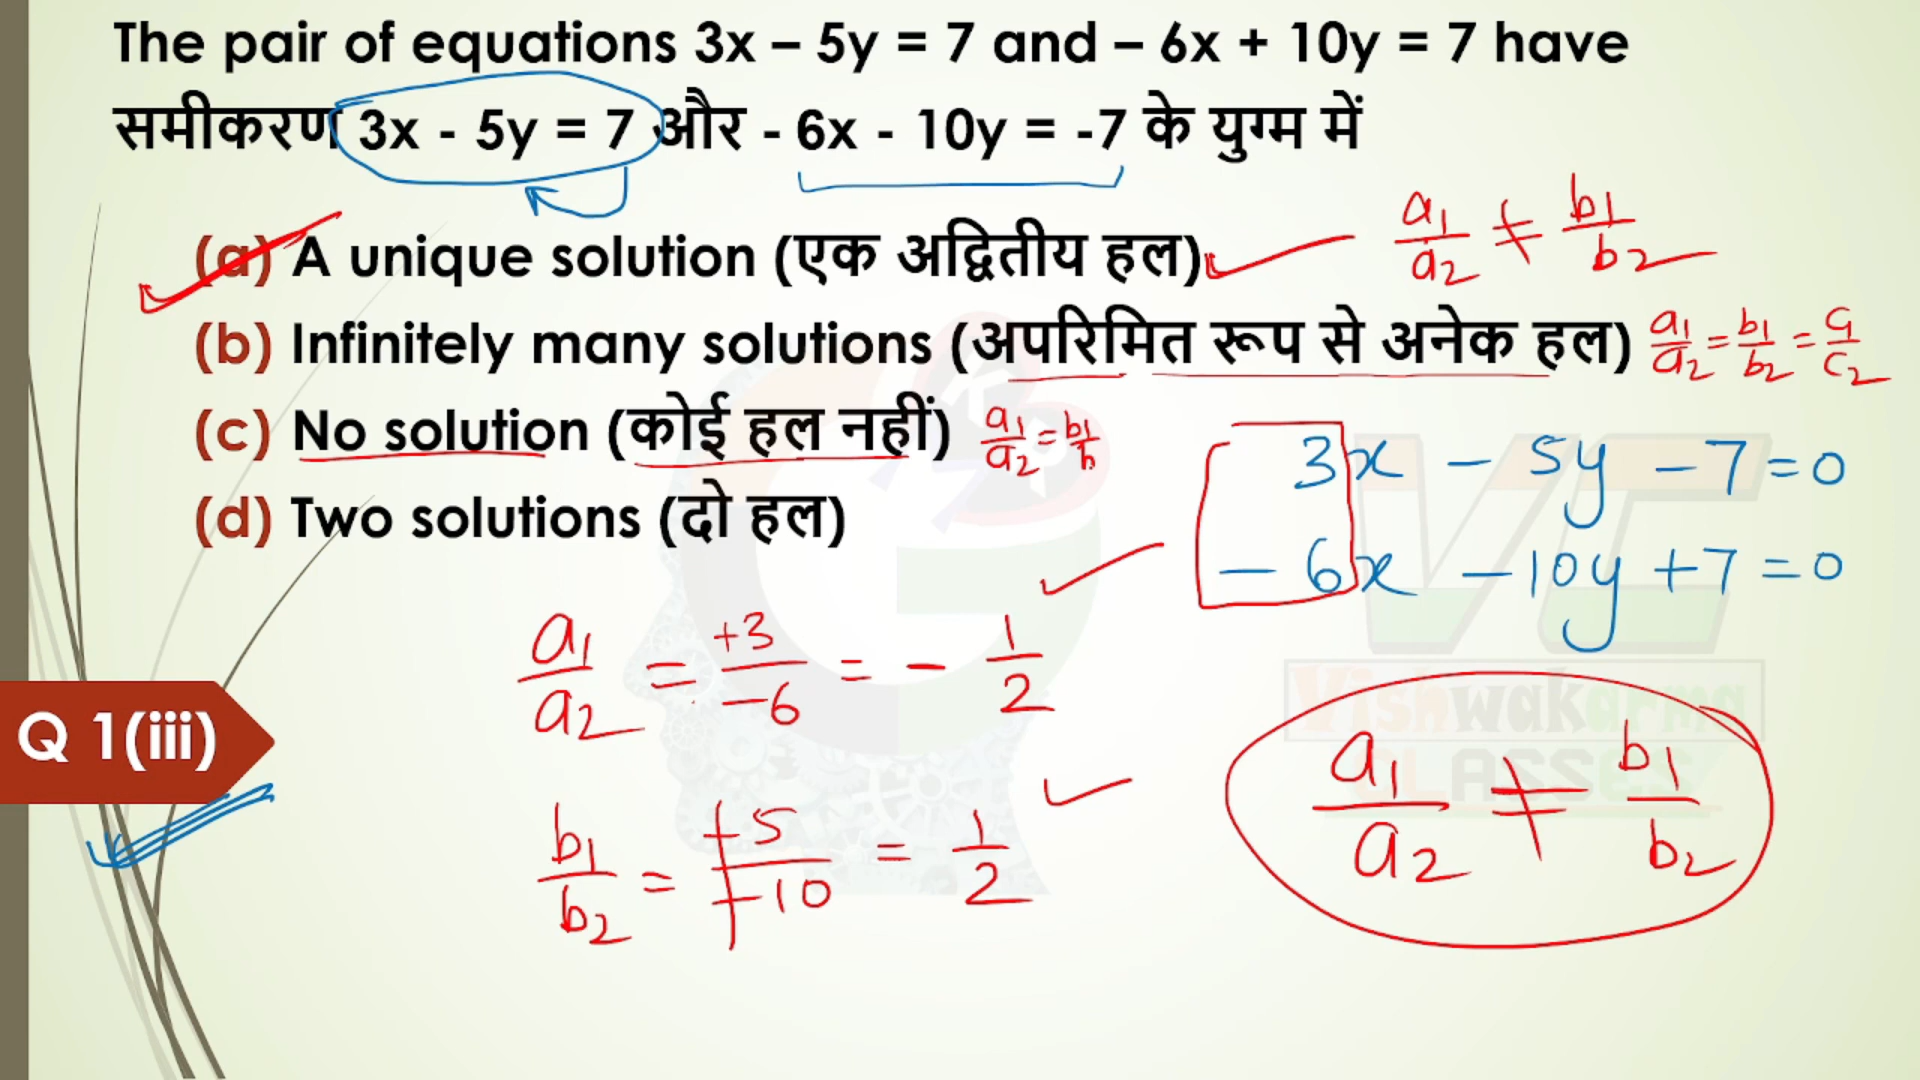 The pair of equations 3x – 5y = 7 and – 6x + 10y = 7 have
समीकरण 3x - 5y = 7 और - 6x - 10y = -7 के युग्म में
(a) A unique solution (एक अद्वितीय हल) a₁/a₂ ≠ b₁/b₂
(b) Infinitely many solutions (अपरिमित रूप से अनेक हल) a₁/a₂ = b₁/b₂ = c₁/c₂
(c) No solution (कोई हल नहीं) a₁/a₂ = b₁/b
(d) Two solutions (दो हल)
3x – 5y – 7 = 0
– 6x – 10y + 7 = 0
a₁/a₂ = +3/–6 = – 1/2
Q 1(iii)
b₁/b₂ = +5/–10 = 1/2
a₁/a₂ ≠ b₁/b₂
VC
Vishwakarma
CLASSES